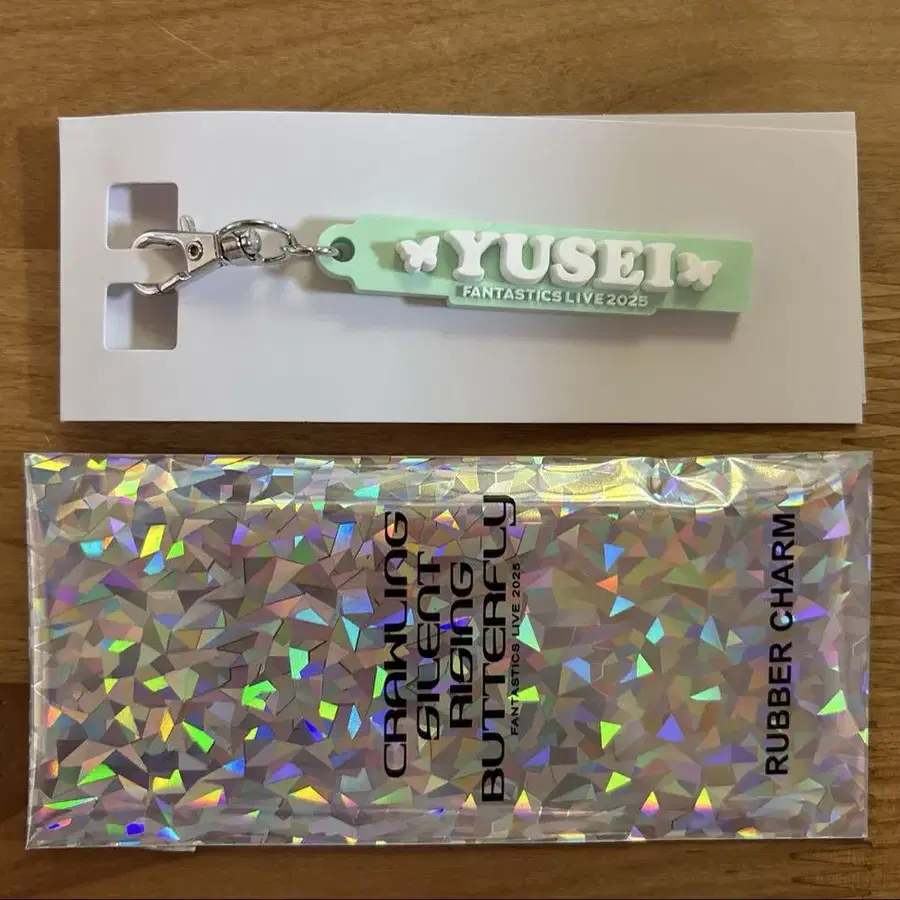 YUSEI
FANTASTICS LIVE 2025
CRAWLING
SILENT
RISING
BUTTERFLY
FANTASTICS LIVE 2025
RUBBER CHARM